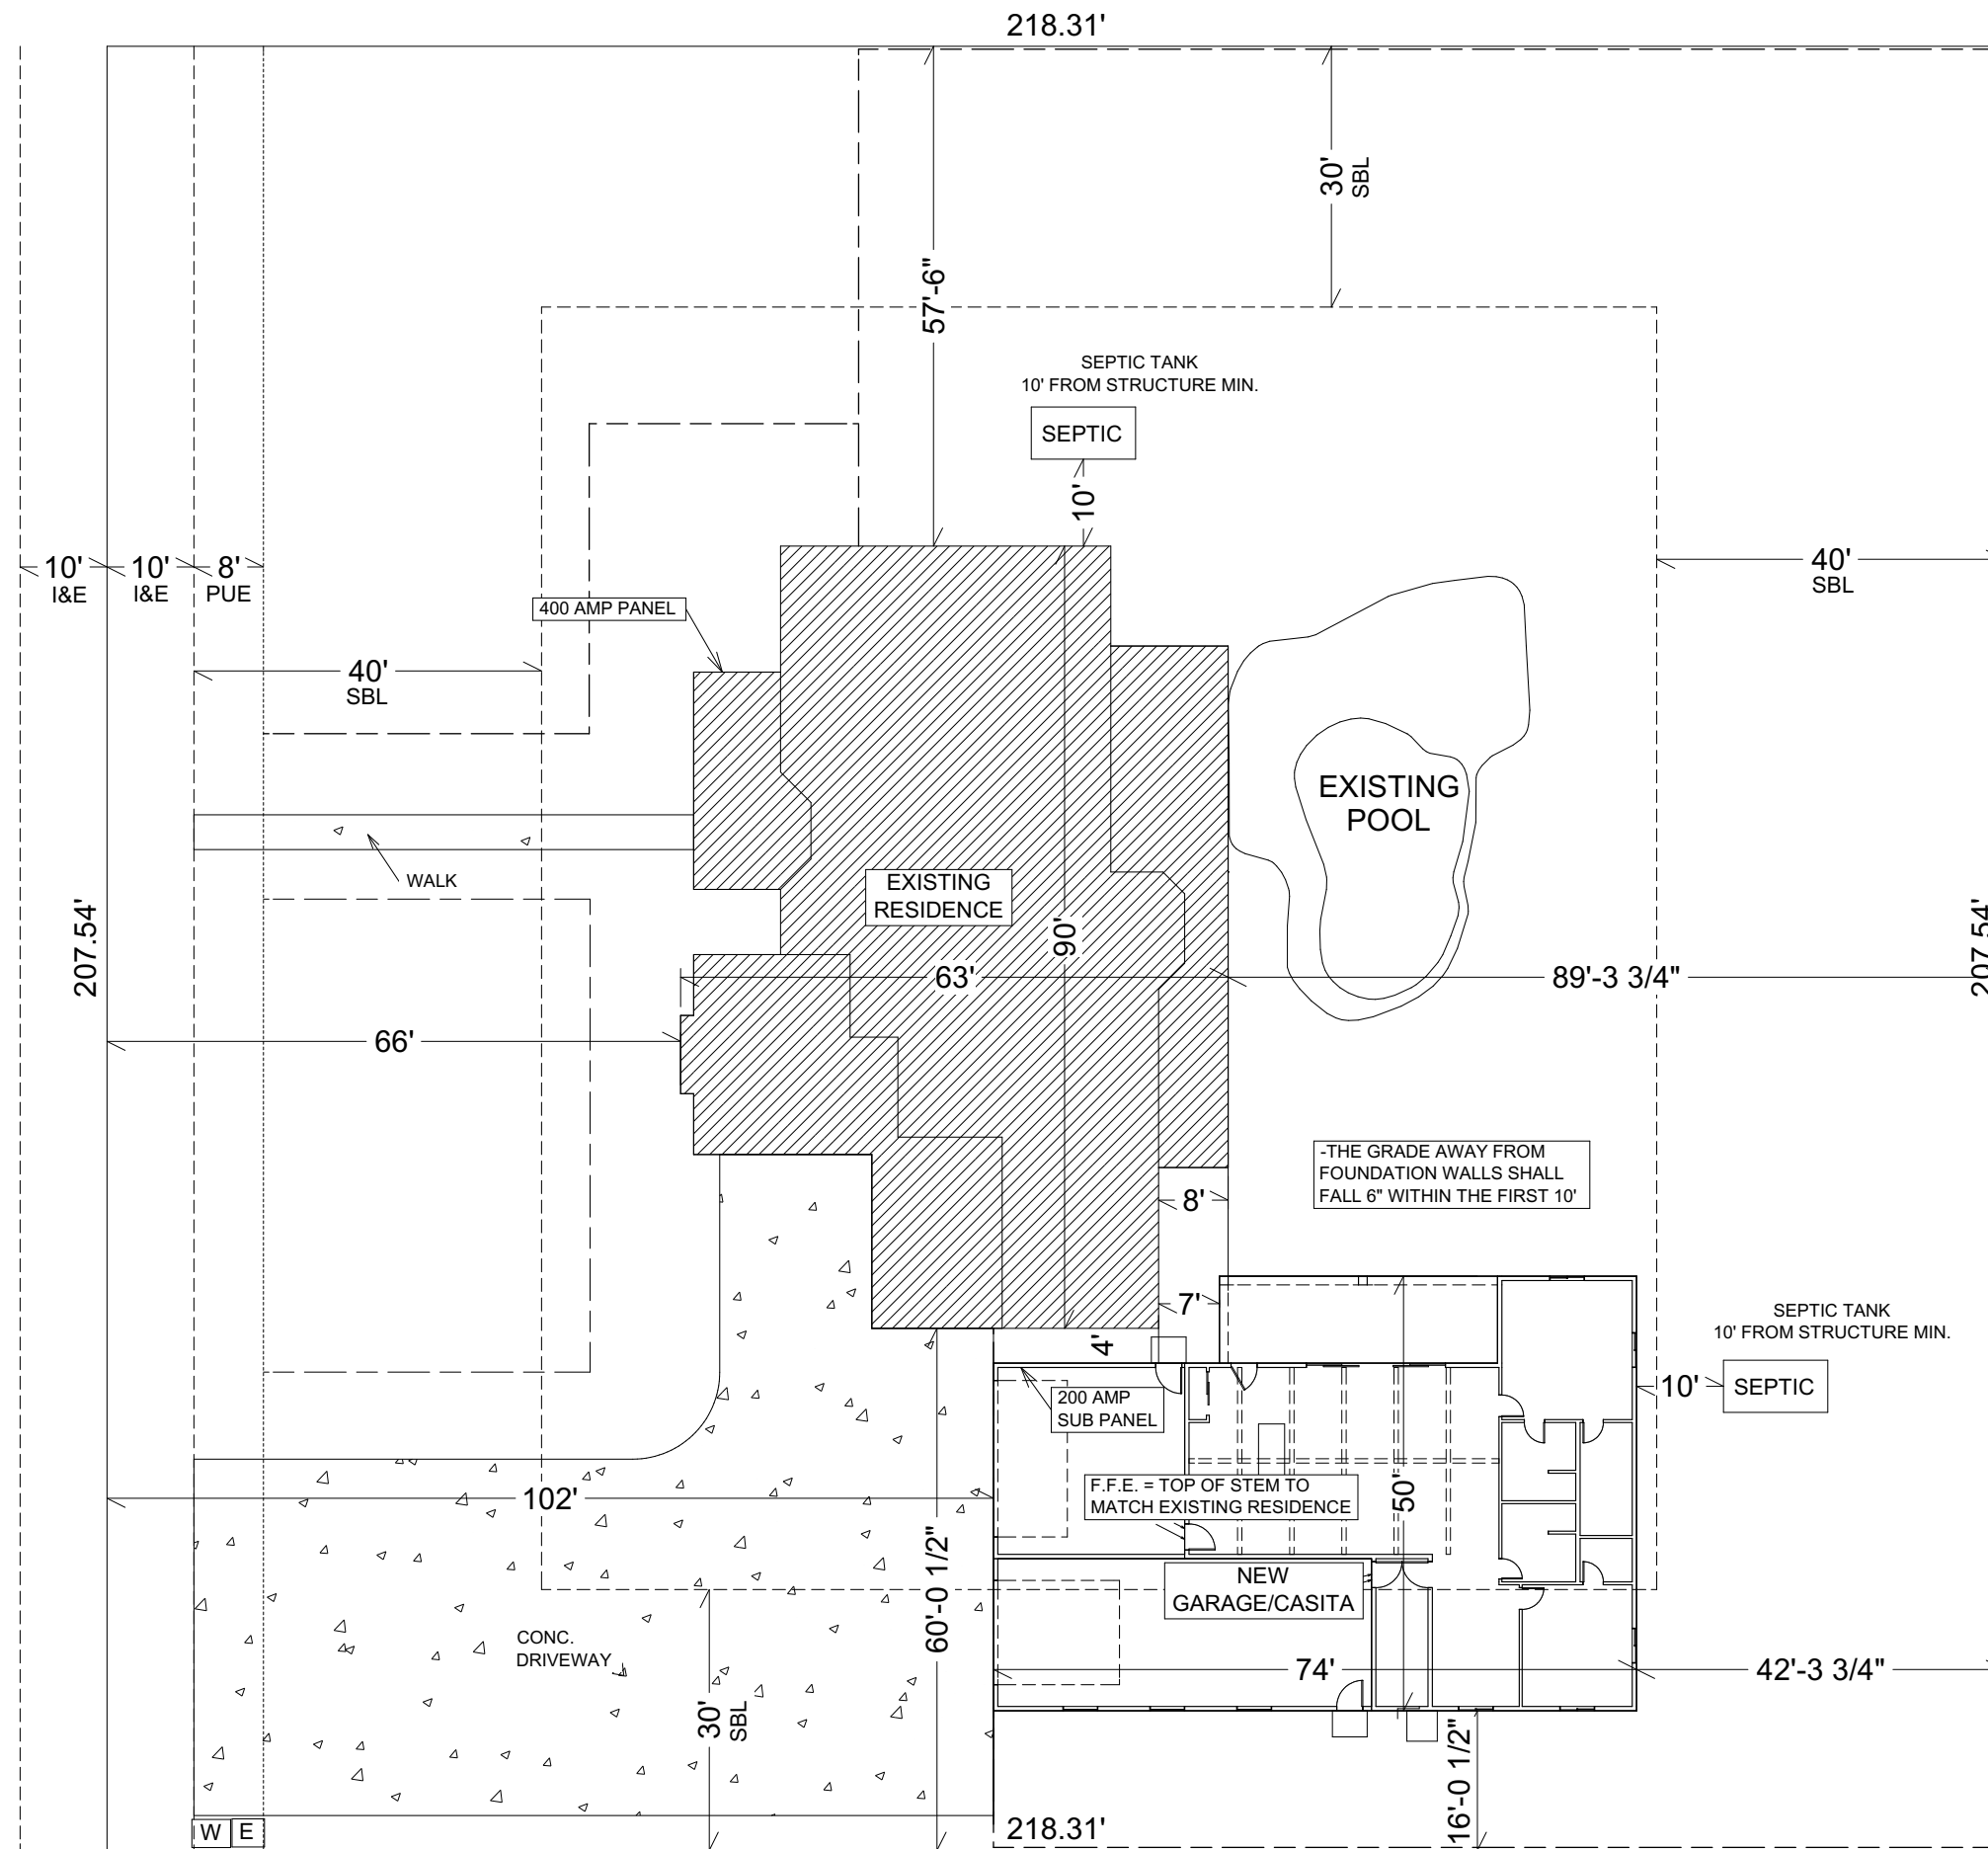 218.31'
30'
SBL
57'-6"
SEPTIC TANK
10' FROM STRUCTURE MIN.
SEPTIC
10'
10'
I&E
10'
I&E
8'
PUE
40'
SBL
400 AMP PANEL
40'
SBL
EXISTING
POOL
WALK
EXISTING
RESIDENCE
207.54'
90'
207.54'
63'
89'-3 3/4"
66'
-THE GRADE AWAY FROM
FOUNDATION WALLS SHALL
FALL 6" WITHIN THE FIRST 10'
8'
7'
4'
SEPTIC TANK
10' FROM STRUCTURE MIN.
10'
SEPTIC
200 AMP
SUB PANEL
F.F.E. = TOP OF STEM TO
MATCH EXISTING RESIDENCE
50'
102'
60'-0 1/2"
NEW
GARAGE/CASITA
CONC.
DRIVEWAY
74'
42'-3 3/4"
30'
SBL
16'-0 1/2"
W
E
218.31'